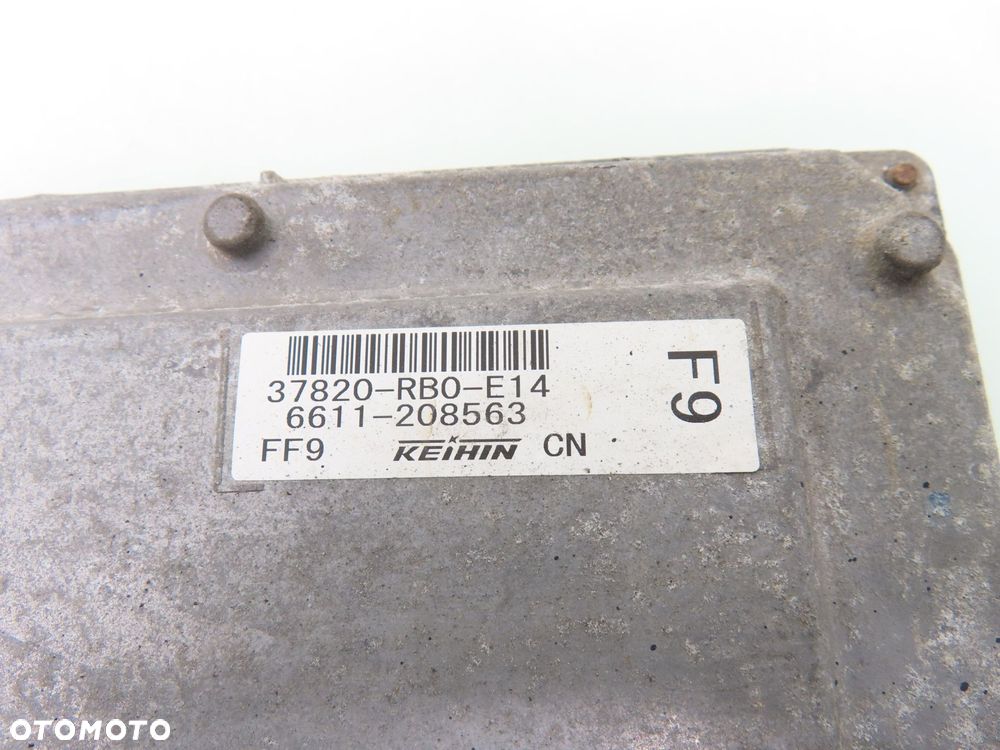 37820-RB0-E14
6611-208563
FF9 KEIHIN CN
F9
OTOMOTO